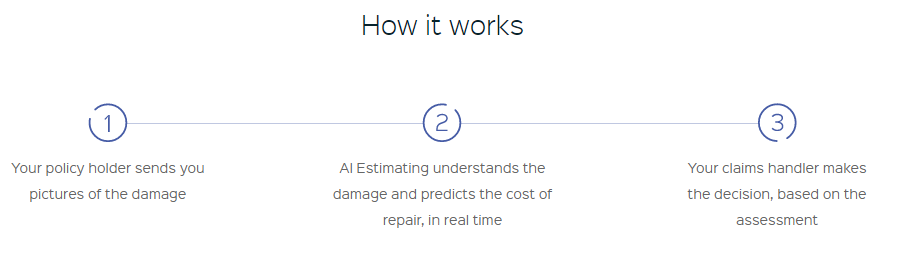 How it works
1
2
3
Your policy holder sends you
pictures of the damage
AI Estimating understands the
damage and predicts the cost of
repair, in real time
Your claims handler makes
the decision, based on the
assessment